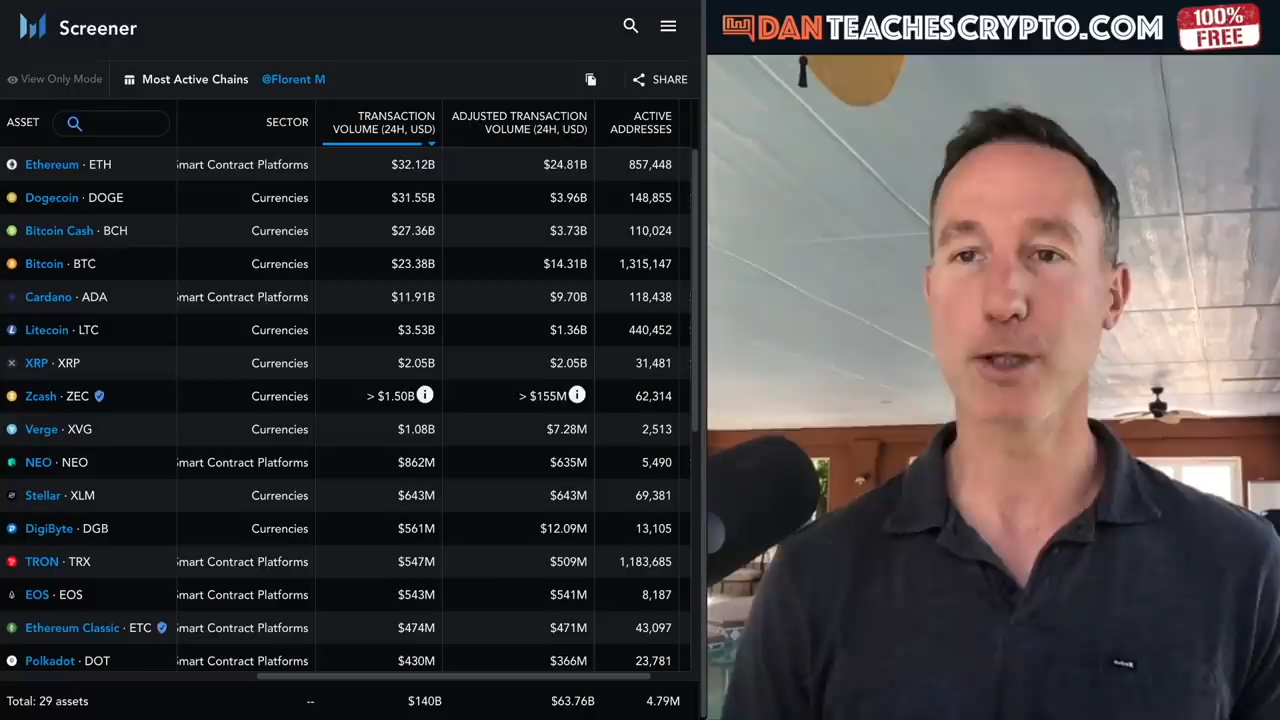 Screener
View Only Mode
Most Active Chains @Florent M
SHARE
ASSET SECTOR TRANSACTION VOLUME (24H, USD) ADJUSTED TRANSACTION VOLUME (24H, USD) ACTIVE ADDRESSES
Ethereum · ETH Smart Contract Platforms $32.12B $24.81B 857,448
Dogecoin · DOGE Currencies $31.55B $3.96B 148,855
Bitcoin Cash · BCH Currencies $27.36B $3.73B 110,024
Bitcoin · BTC Currencies $23.38B $14.31B 1,315,147
Cardano · ADA Smart Contract Platforms $11.91B $9.70B 118,438
Litecoin · LTC Currencies $3.53B $1.36B 440,452
XRP · XRP Currencies $2.05B $2.05B 31,481
Zcash · ZEC Currencies > $1.50B > $155M 62,314
Verge · XVG Currencies $1.08B $7.28M 2,513
NEO · NEO Smart Contract Platforms $862M $635M 5,490
Stellar · XLM Currencies $643M $643M 69,381
DigiByte · DGB Currencies $561M $12.09M 13,105
TRON · TRX Smart Contract Platforms $547M $509M 1,183,685
EOS · EOS Smart Contract Platforms $543M $541M 8,187
Ethereum Classic · ETC Smart Contract Platforms $474M $471M 43,097
Polkadot · DOT Smart Contract Platforms $430M $366M 23,781
Total: 29 assets -- $140B $63.76B 4.79M
DANTEACHESCRYPTO.COM
100%
FREE